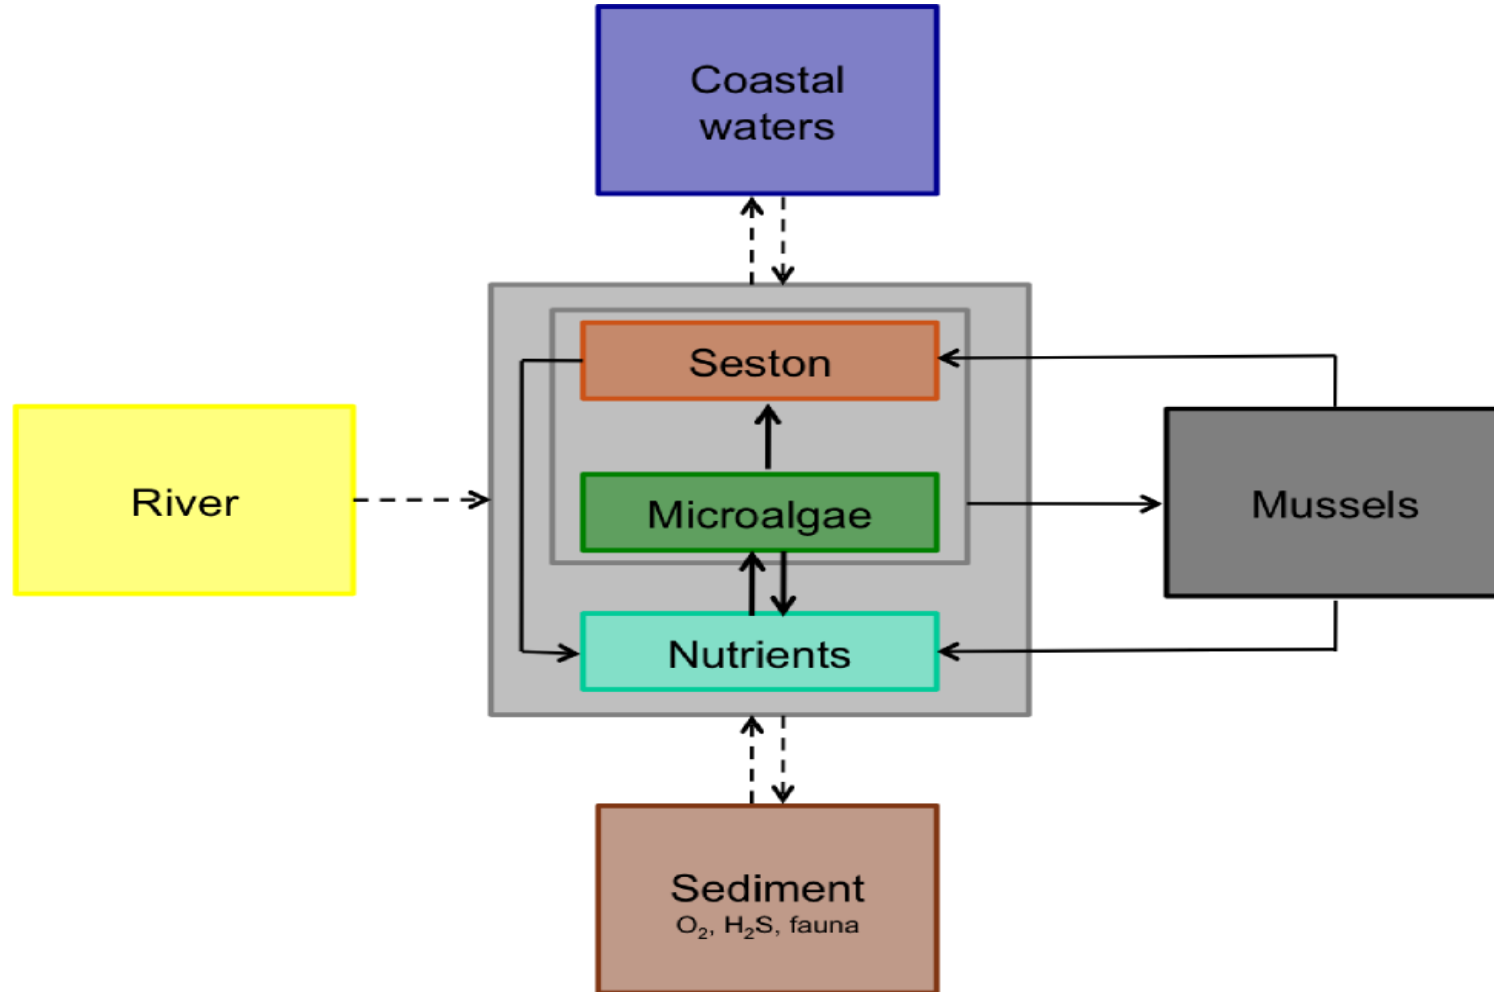 Coastal
waters
Seston
River
Microalgae
Mussels
Nutrients
Sediment
O₂, H₂S, fauna